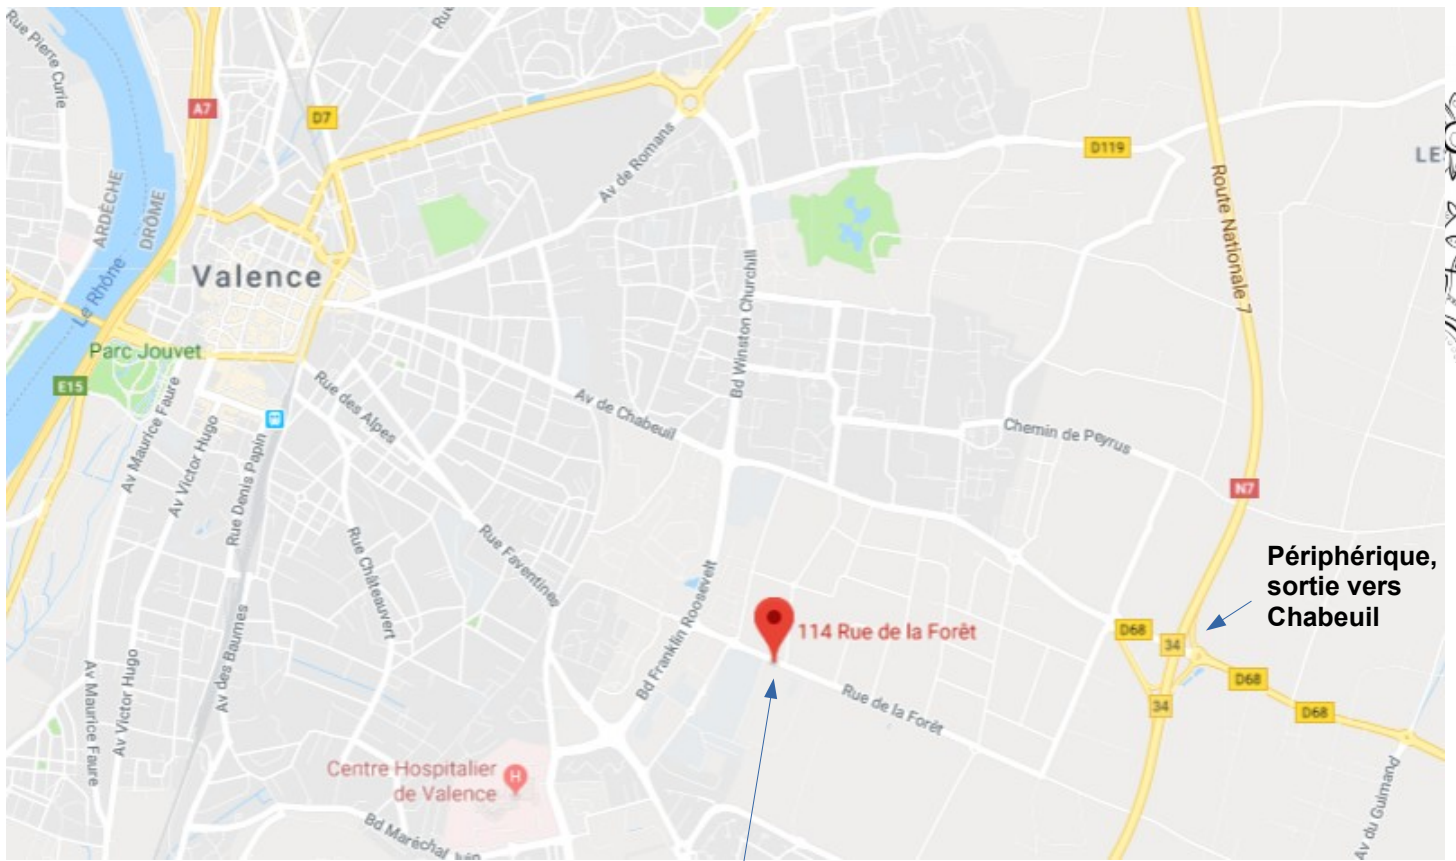 Rue Pierre Curie
A7
D7
Ru
ARDÈCHE
DRÔME
Le Rhône
Valence
Parc Jouvet
E15
Av de Romans
D119
LE
Route Nationale 7
Bd Winston Churchill
Rue des Alpes
Av de Chabeuil
Chemin de Peyrus
Av Maurice Faure
Av Victor Hugo
Rue Denis Papin
N7
Rue Châteauvert
Rue Faventines
Bd Franklin Roosevelt
Périphérique,
sortie vers
Chabeuil
114 Rue de la Forêt
D68
34
D68
34
D68
Av des Baumes
Av Victor Hugo
Av Maurice Faure
Rue de la Forêt
Centre Hospitalier
de Valence
H
Bd Maréchal Juin
Av du Guimand